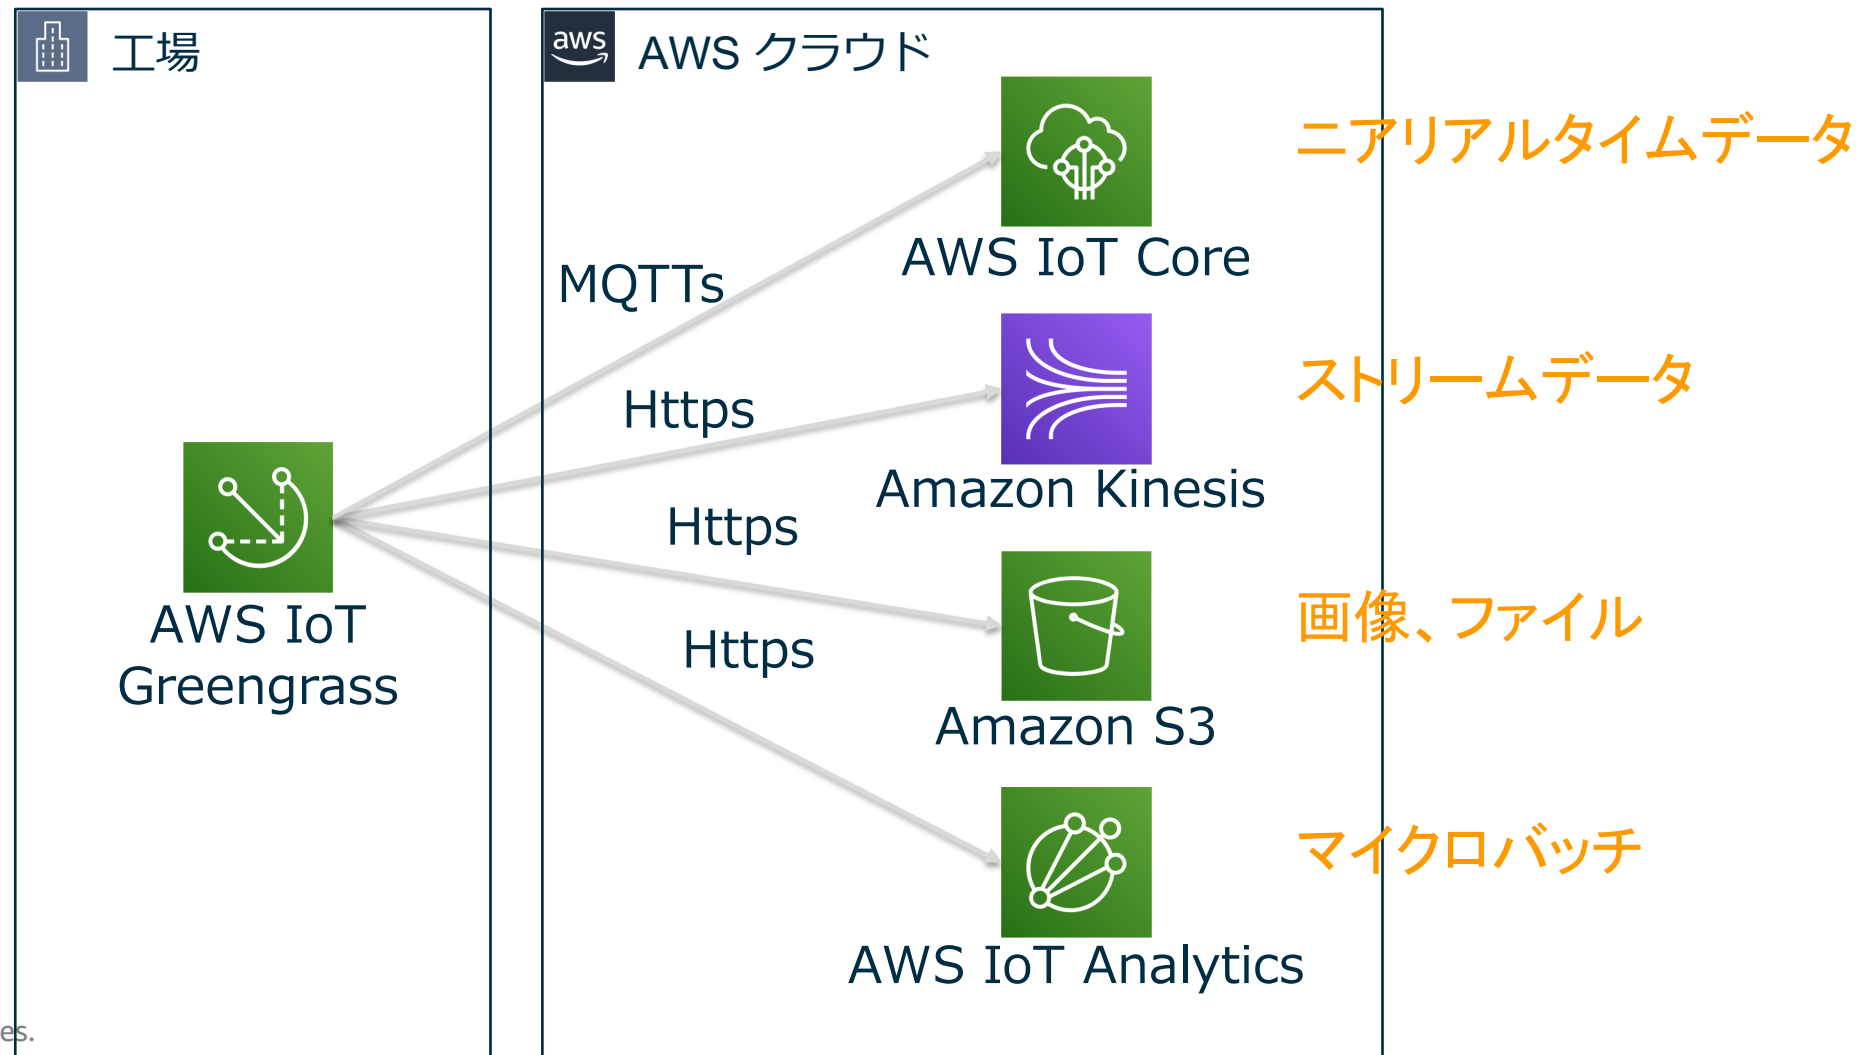 工場
aws
AWS クラウド
ニアリアルタイムデータ
AWS IoT Core
MQTTs
ストリームデータ
Https
Amazon Kinesis
Https
画像、ファイル
AWS IoT
Greengrass
Https
Amazon S3
マイクロバッチ
AWS IoT Analytics
es.